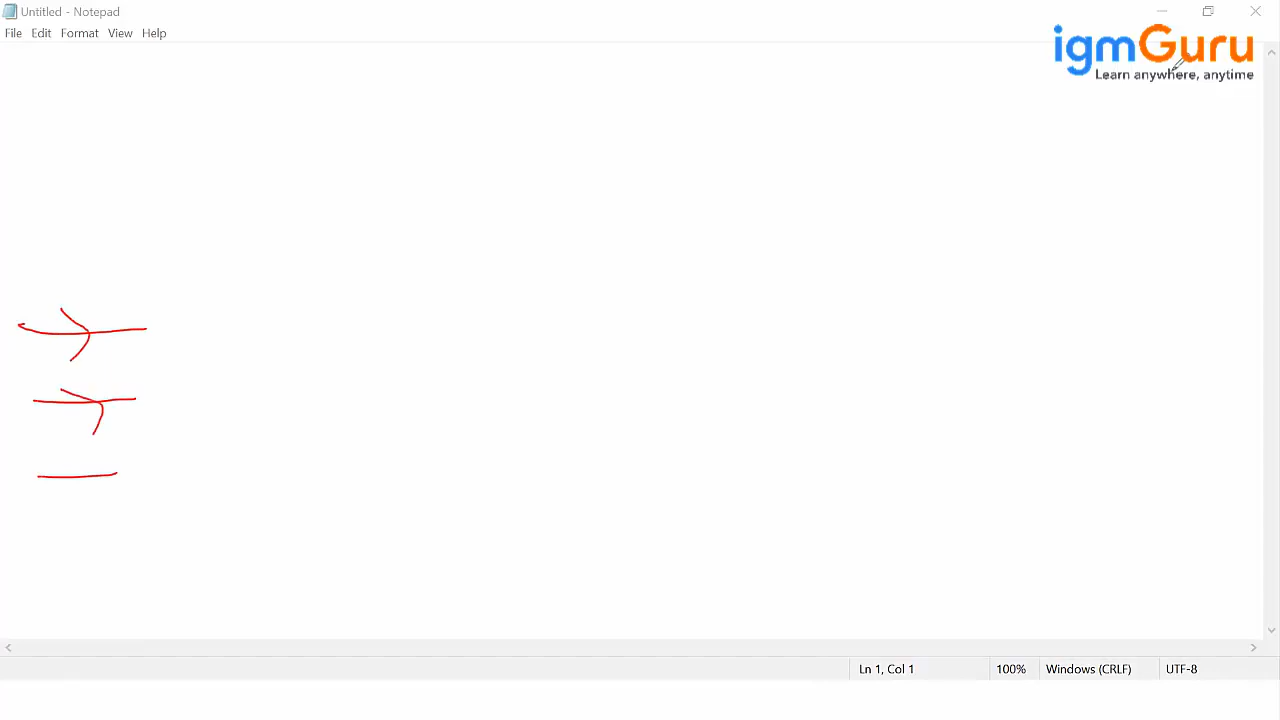 Untitled - Notepad
File Edit Format View Help
igmGuru
Learn anywhere, anytime
Ln 1, Col 1 100% Windows (CRLF) UTF-8